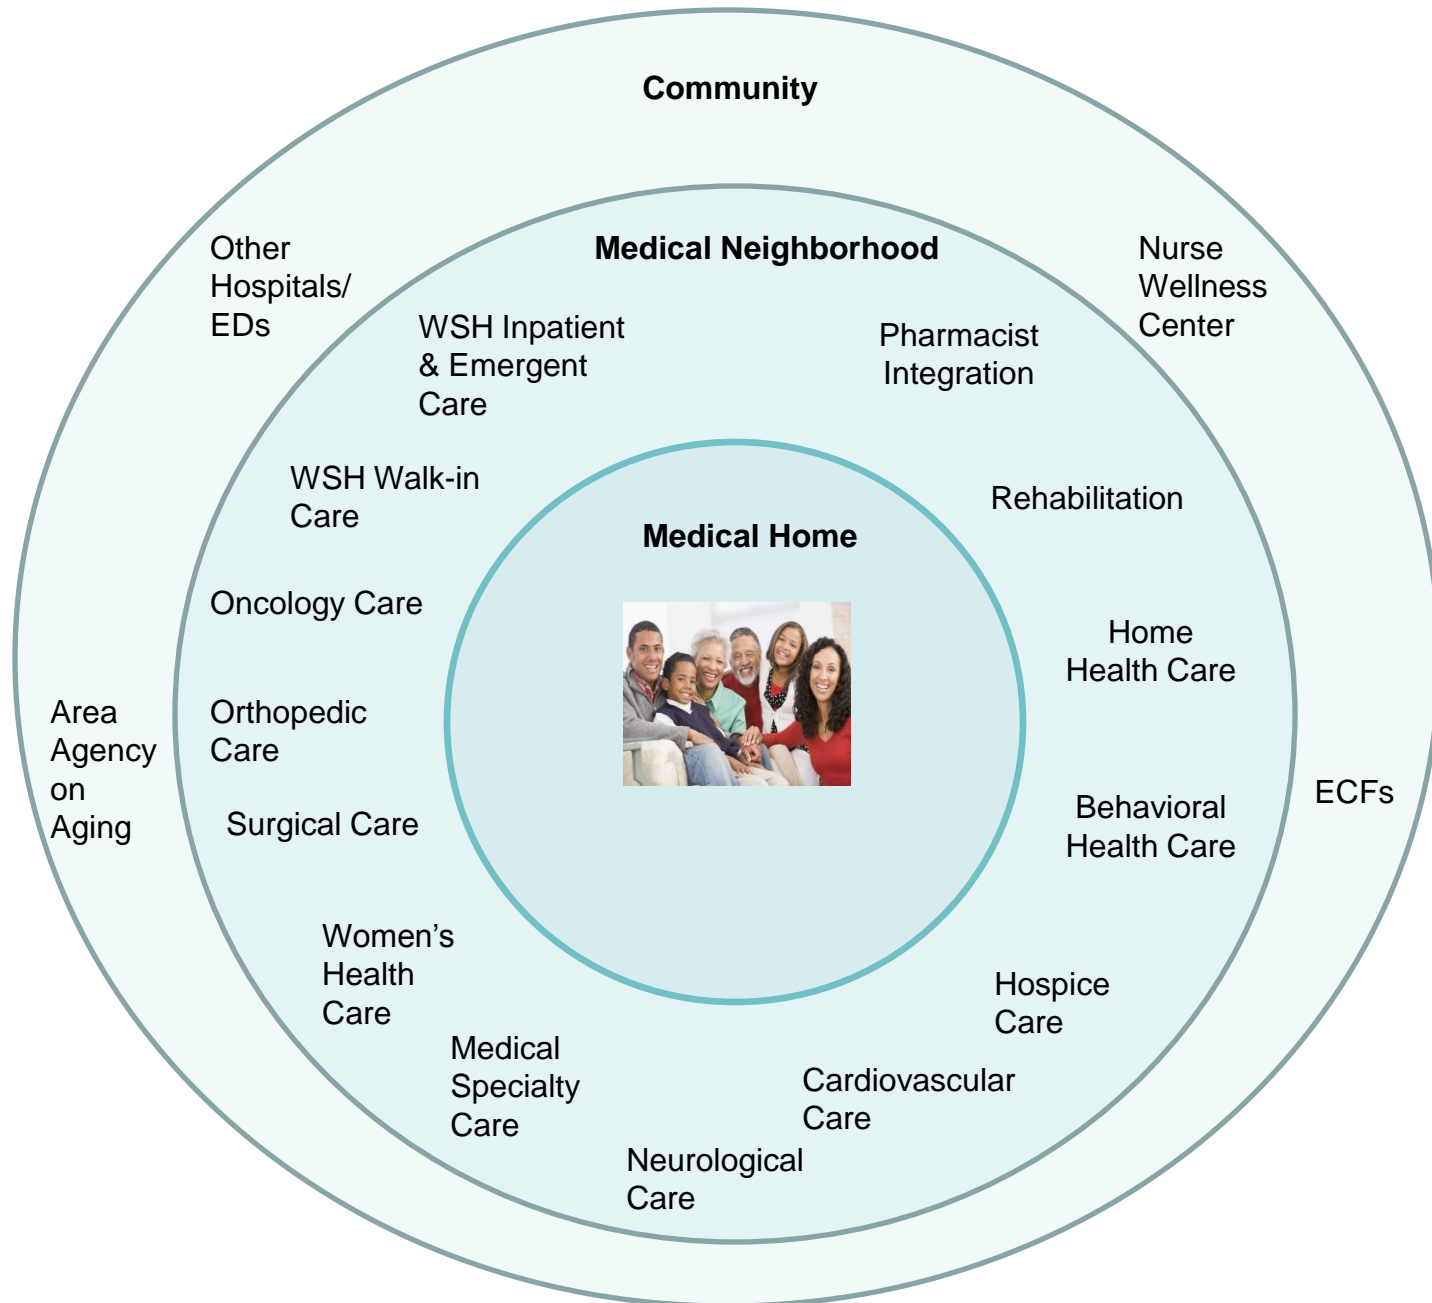 Community
Other
Hospitals/
EDs
Medical Neighborhood
Nurse
Wellness
Center
WSH Inpatient
& Emergent
Care
Pharmacist
Integration
WSH Walk-in
Care
Rehabilitation
Medical Home
Oncology Care
Home
Health Care
Area
Agency
on
Aging
Orthopedic
Care
ECFs
Surgical Care
Behavioral
Health Care
Women’s
Health
Care
Hospice
Care
Medical
Specialty
Care
Cardiovascular
Care
Neurological
Care